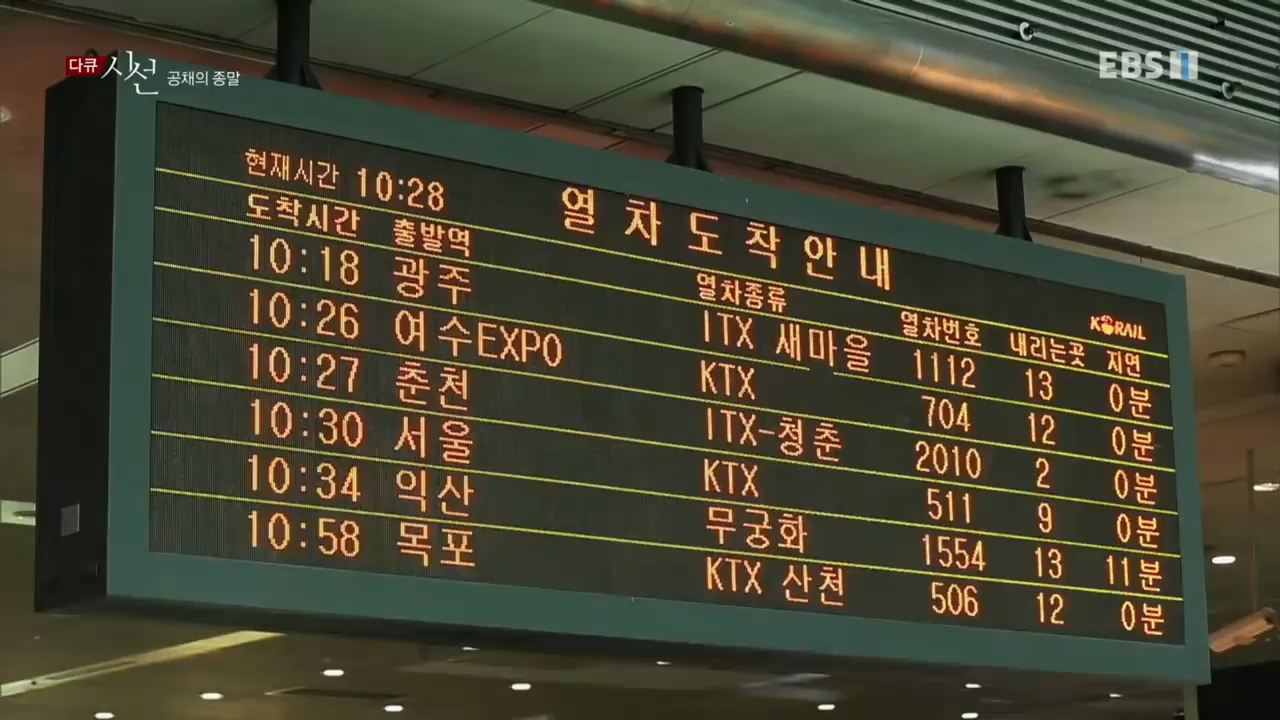 다큐 시선 공채의 종말
EBS1
현재시간 10:28
열차도착안내
KORAIL
도착시간 출발역 열차종류 열차번호 내리는곳 지연
10:18 광주 ITX 새마을 1112 13 0분
10:26 여수EXPO KTX 704 12 0분
10:27 춘천 ITX-청춘 2010 2 0분
10:30 서울 KTX 511 9 0분
10:34 익산 무궁화 1554 13 11분
10:58 목포 KTX 산천 506 12 0분